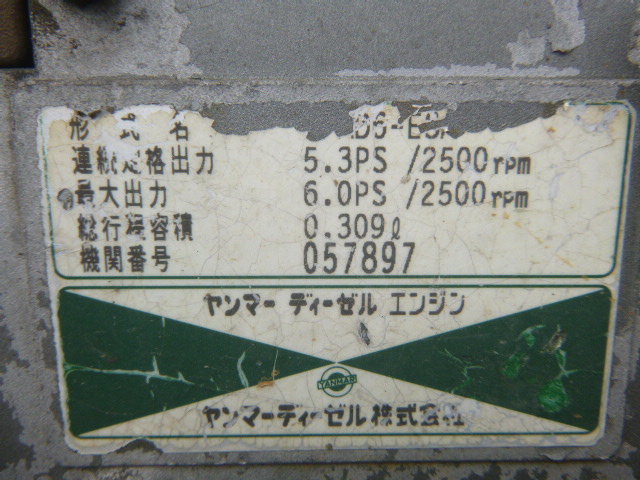 形式名
連続定格出力 5.3PS /2500rpm
最大出力 6.0PS /2500rpm
総行程容積 0.309ℓ
機関番号 057897
ヤンマー ディーゼル エンジン
YANMAR
ヤンマーディーゼル株式会社